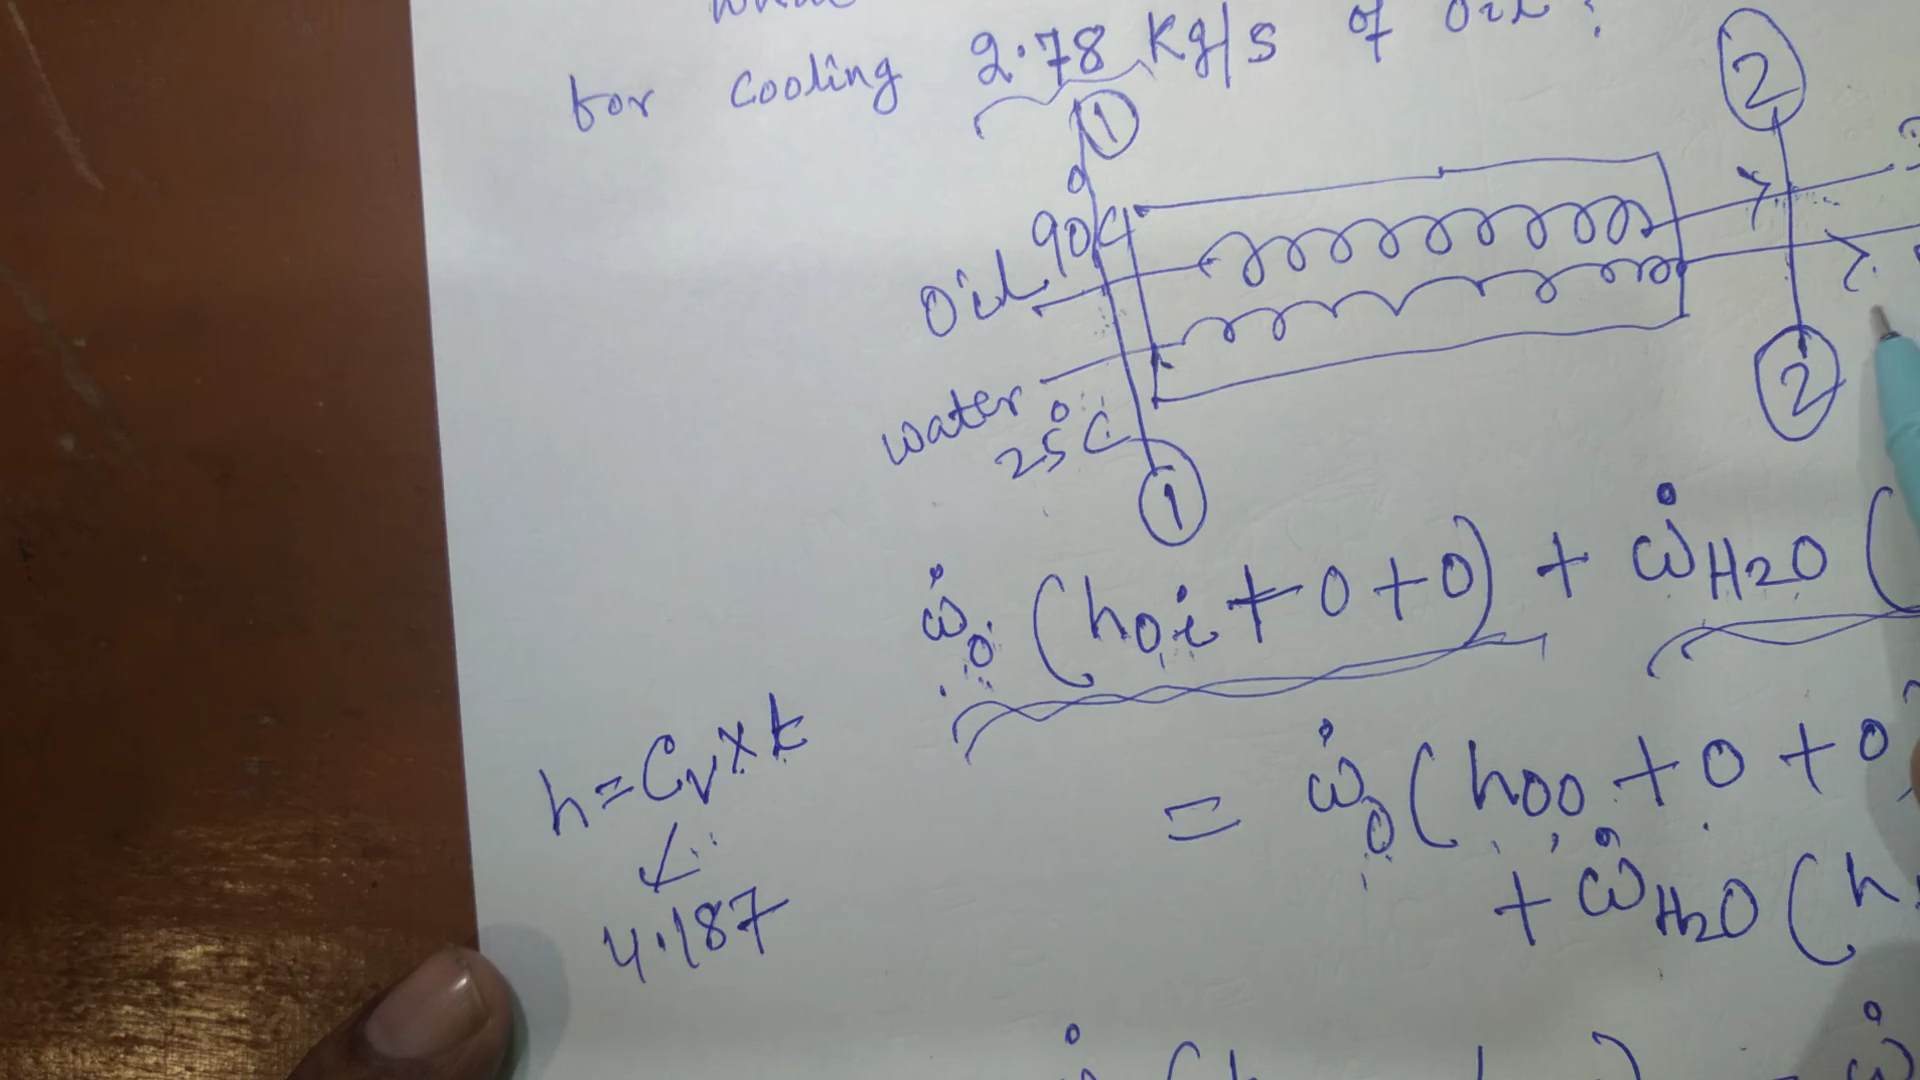 for cooling 2.78 Kg/s of Oil?
1
2
90°C
Oil
water
25°C
1
2
ẇo (hoi + 0 + 0) + ẇH2O (
h = Cv × t
= ẇo (hoo + 0 + 0
4.187
+ ẇH2O (h